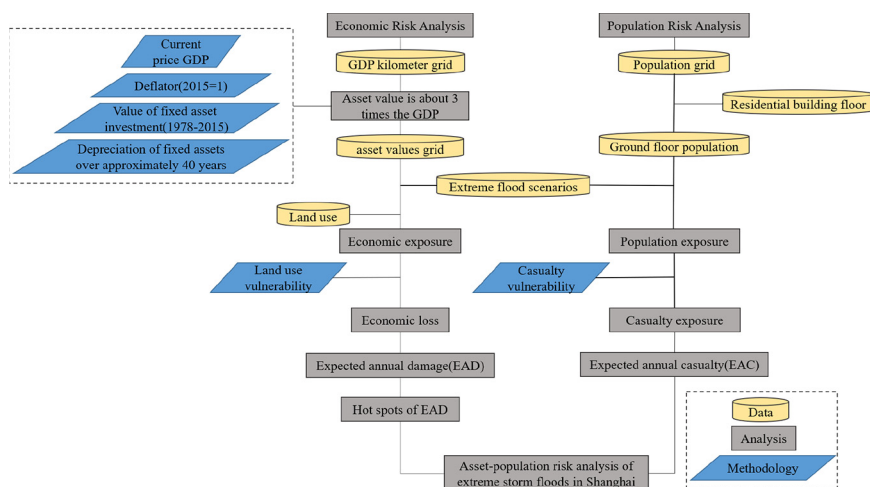 Economic Risk Analysis
Population Risk Analysis
Current
price GDP
Deflator(2015=1)
Value of fixed asset
investment(1978-2015)
Depreciation of fixed assets
over approximately 40 years
GDP kilometer grid
Population grid
Asset value is about 3
times the GDP
Residential building floor
asset values grid
Ground floor population
Extreme flood scenarios
Land use
Economic exposure
Population exposure
Land use
vulnerability
Casualty
vulnerability
Economic loss
Casualty exposure
Expected annual damage(EAD)
Expected annual casualty(EAC)
Hot spots of EAD
Asset-population risk analysis of
extreme storm floods in Shanghai
Data
Analysis
Methodology